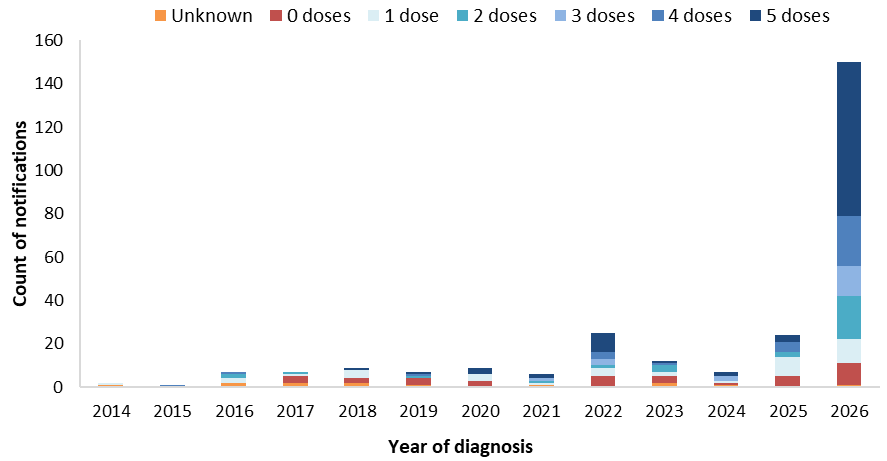 Unknown 0 doses 1 dose 2 doses 3 doses 4 doses 5 doses
160
140
120
100
80
60
40
20
0
Count of notifications
2014 2015 2016 2017 2018 2019 2020 2021 2022 2023 2024 2025 2026
Year of diagnosis